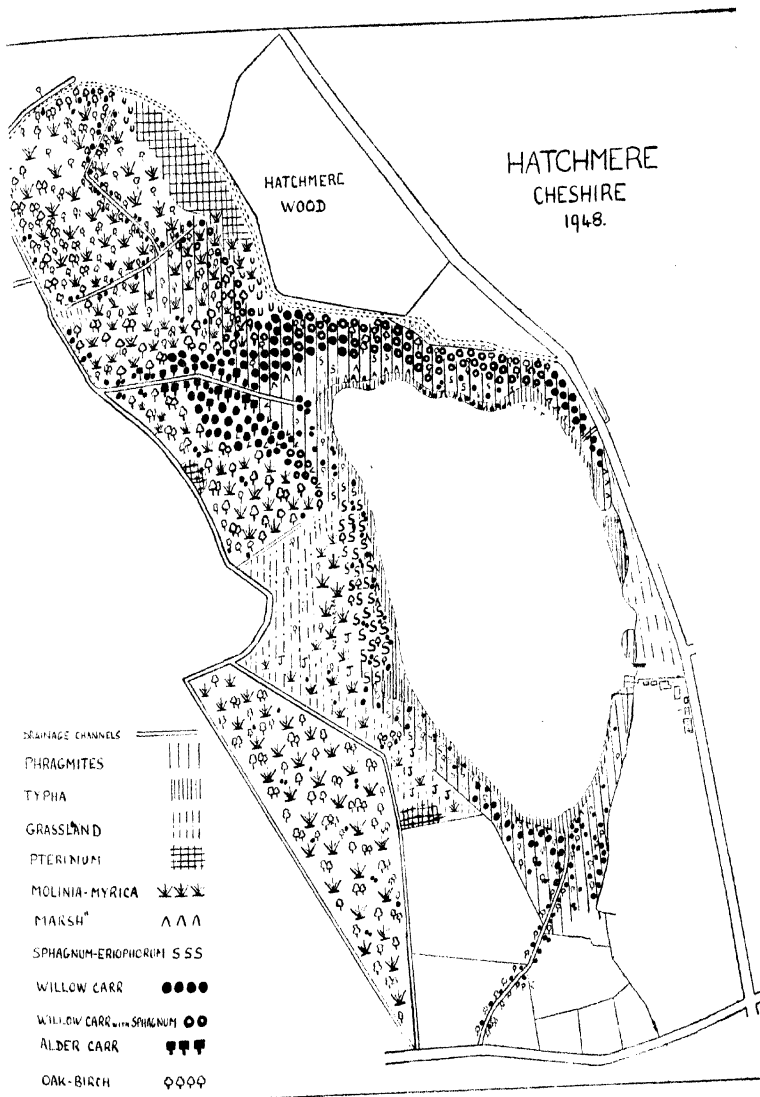 HATCHMERE
CHESHIRE
1948.
HATCHMERE
WOOD
DRAINAGE CHANNELS
PHRAGMITES
TYPHA
GRASSLAND
PTERIDIUM
MOLINIA-MYRICA
MARSH"
SPHAGNUM-ERIOPHORUM SSS
WILLOW CARR
WILLOW CARR WITH SPHAGNUM
ALDER CARR
OAK-BIRCH